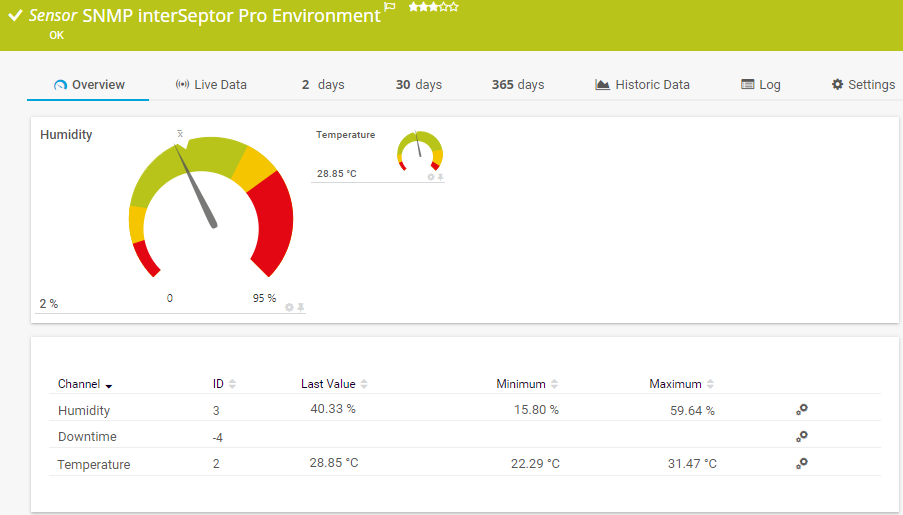 Sensor SNMP interSeptor Pro Environment
OK
Overview Live Data 2 days 30 days 365 days Historic Data Log Settings
Humidity
x̄
0 95 %
2 %
Temperature
28.85 °C
Channel ID Last Value Minimum Maximum
Humidity 3 40.33 % 15.80 % 59.64 %
Downtime -4
Temperature 2 28.85 °C 22.29 °C 31.47 °C